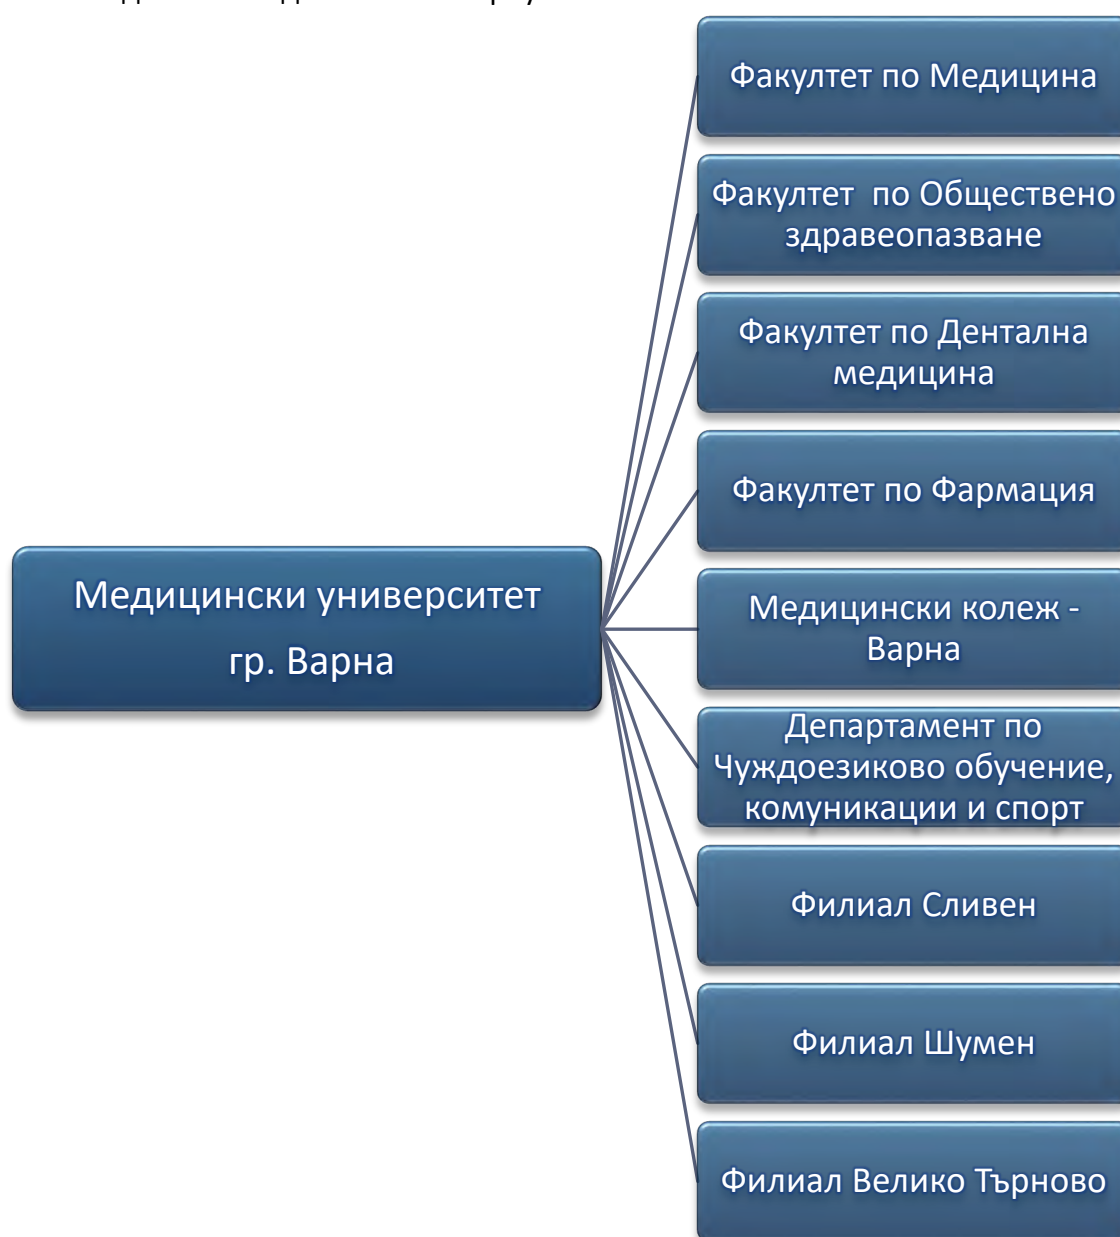 Факултет по Медицина
Факултет по Обществено
здравеопазване
Факултет по Дентална
медицина
Факултет по Фармация
Медицински университет
гр. Варна
Медицински колеж -
Варна
Департамент по
Чуждоезиково обучение,
комуникации и спорт
Филиал Сливен
Филиал Шумен
Филиал Велико Търново